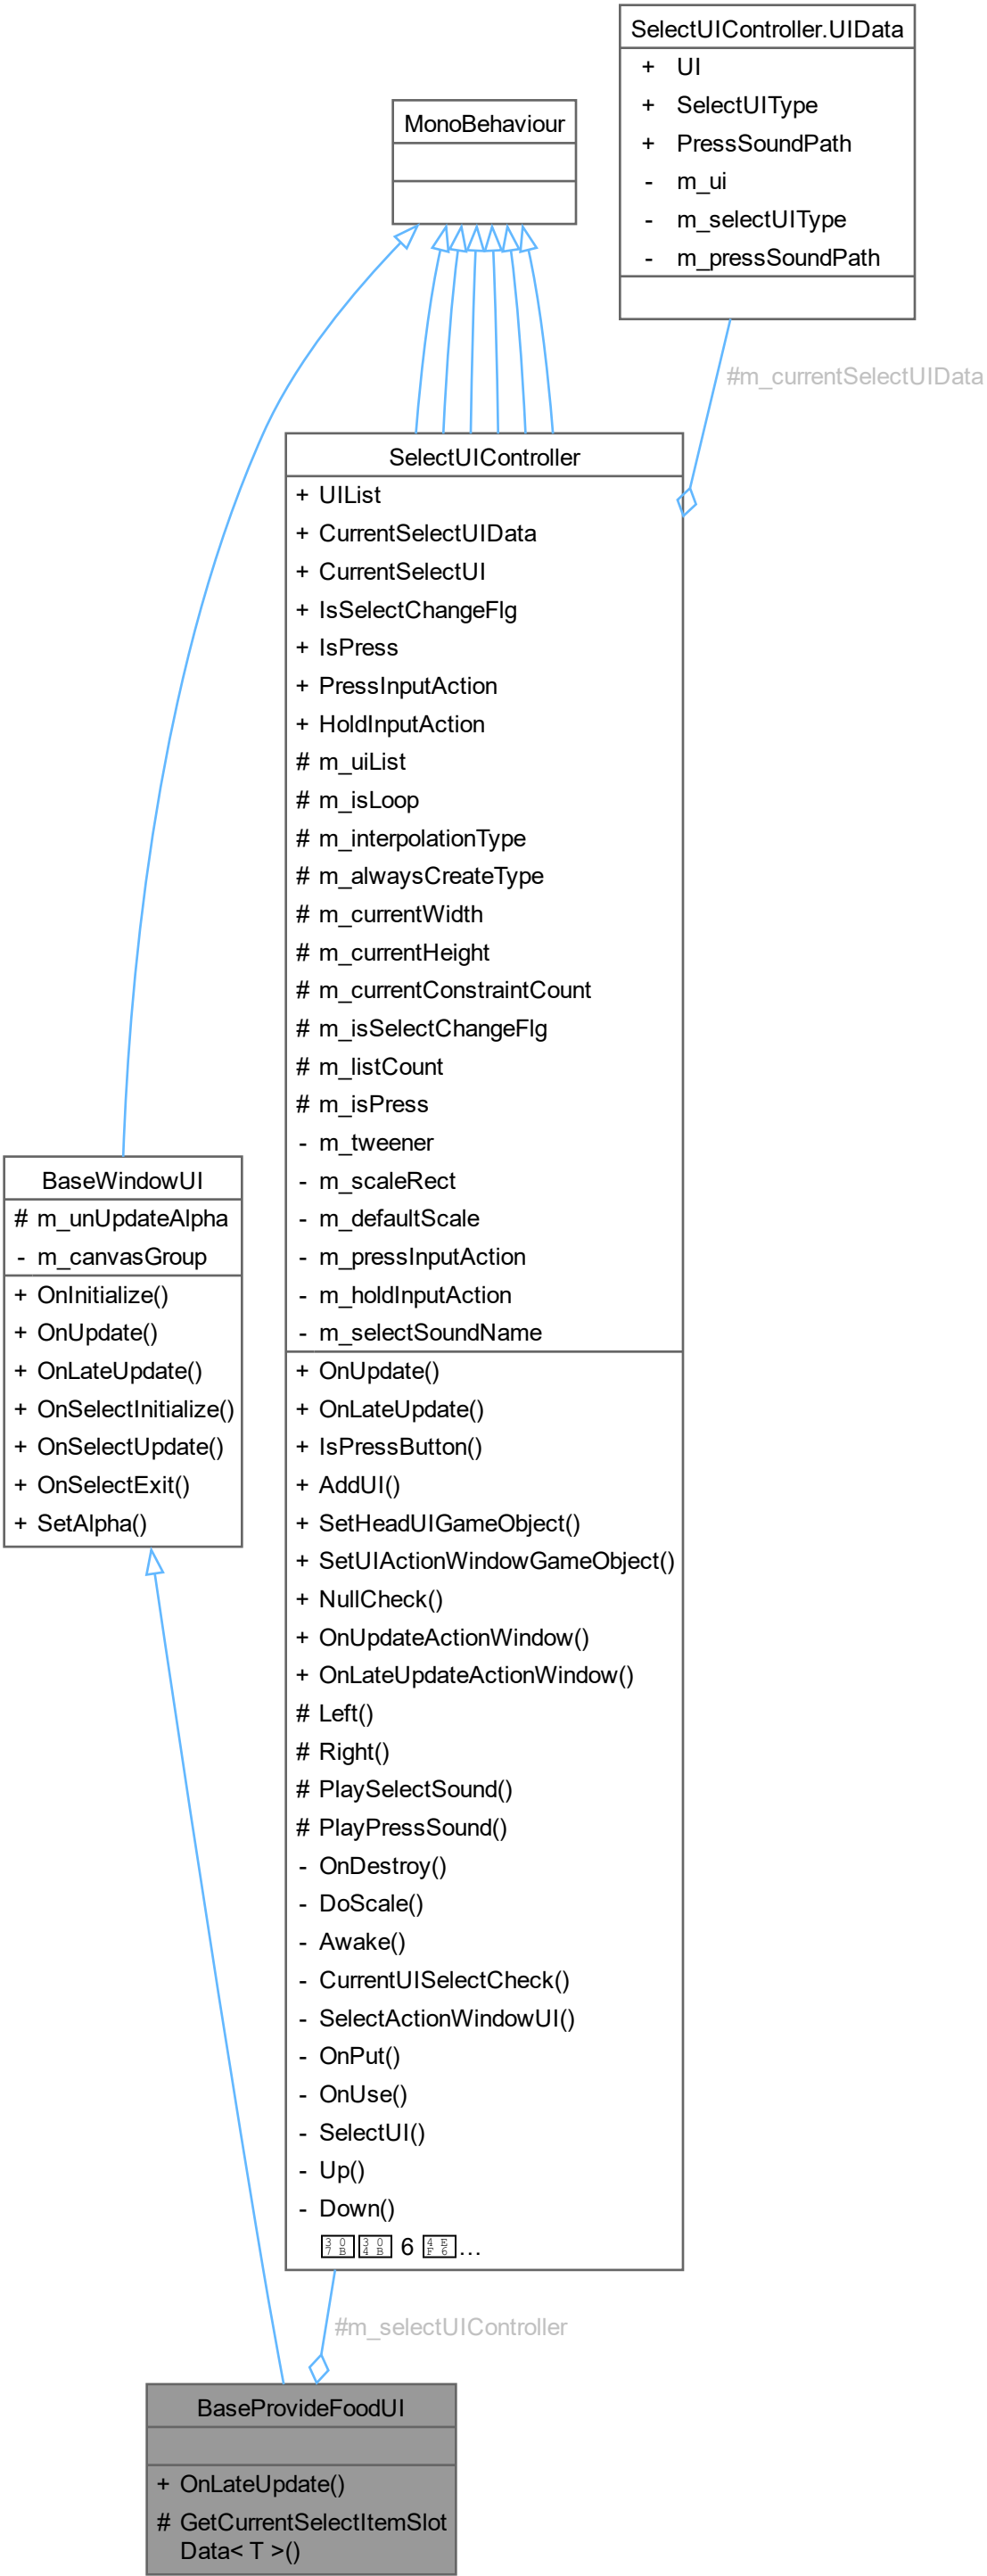 SelectUIController.UIData
+ UI
+ SelectUIType
+ PressSoundPath
- m_ui
- m_selectUIType
- m_pressSoundPath
MonoBehaviour
#m_currentSelectUIData
SelectUIController
+ UIList
+ CurrentSelectUIData
+ CurrentSelectUI
+ IsSelectChangeFlg
+ IsPress
+ PressInputAction
+ HoldInputAction
# m_uiList
# m_isLoop
# m_interpolationType
# m_alwaysCreateType
# m_currentWidth
# m_currentHeight
# m_currentConstraintCount
# m_isSelectChangeFlg
# m_listCount
# m_isPress
- m_tweener
- m_scaleRect
- m_defaultScale
- m_pressInputAction
- m_holdInputAction
- m_selectSoundName
+ OnUpdate()
+ OnLateUpdate()
+ IsPressButton()
+ AddUI()
+ SetHeadUIGameObject()
+ SetUIActionWindowGameObject()
+ NullCheck()
+ OnUpdateActionWindow()
+ OnLateUpdateActionWindow()
# Left()
# Right()
# PlaySelectSound()
# PlayPressSound()
- OnDestroy()
- DoScale()
- Awake()
- CurrentUISelectCheck()
- SelectActionWindowUI()
- OnPut()
- OnUse()
- SelectUI()
- Up()
- Down()
6 ...
BaseWindowUI
# m_unUpdateAlpha
- m_canvasGroup
+ OnInitialize()
+ OnUpdate()
+ OnLateUpdate()
+ OnSelectInitialize()
+ OnSelectUpdate()
+ OnSelectExit()
+ SetAlpha()
#m_selectUIController
BaseProvideFoodUI
+ OnLateUpdate()
# GetCurrentSelectItemSlot
Data< T >()